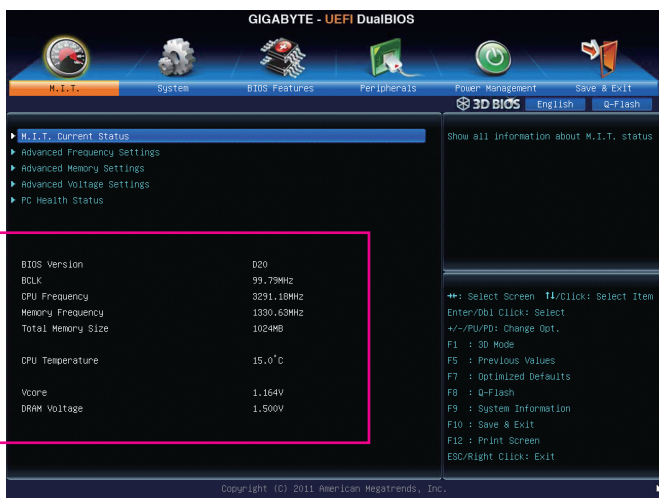 GIGABYTE - UEFI DualBIOS
M.I.T. System BIOS Features Peripherals Power Management Save & Exit
3D BIOS English Q-Flash
M.I.T. Current Status
Advanced Frequency Settings
Advanced Memory Settings
Advanced Voltage Settings
PC Health Status
Show all information about M.I.T. status
BIOS Version D20
BCLK 99.79MHz
CPU Frequency 3291.18MHz
Memory Frequency 1330.63MHz
Total Memory Size 1024MB
CPU Temperature 15.0°C
Vcore 1.164V
DRAM Voltage 1.500V
→←: Select Screen ↑↓/Click: Select Item
Enter/Dbl Click: Select
+/-/PU/PD: Change Opt.
F1 : 3D Mode
F5 : Previous Values
F7 : Optimized Defaults
F8 : Q-Flash
F9 : System Information
F10 : Save & Exit
F12 : Print Screen
ESC/Right Click: Exit
Copyright (C) 2011 American Megatrends, Inc.